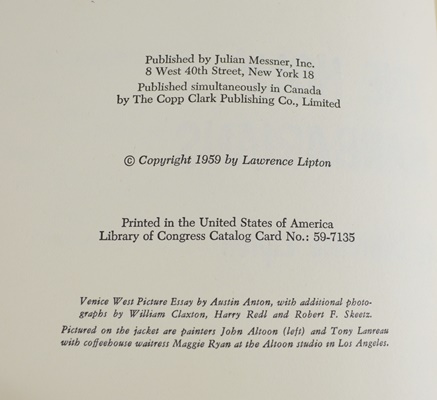 Published by Julian Messner, Inc.
8 West 40th Street, New York 18
Published simultaneously in Canada
by The Copp Clark Publishing Co., Limited
© Copyright 1959 by Lawrence Lipton
Printed in the United States of America
Library of Congress Catalog Card No.: 59-7135
Venice West Picture Essay by Austin Anton, with additional photo-
graphs by William Claxton, Harry Redl and Robert F. Skeetz.
Pictured on the jacket are painters John Altoon (left) and Tony Lanreau
with coffeehouse waitress Maggie Ryan at the Altoon studio in Los Angeles.